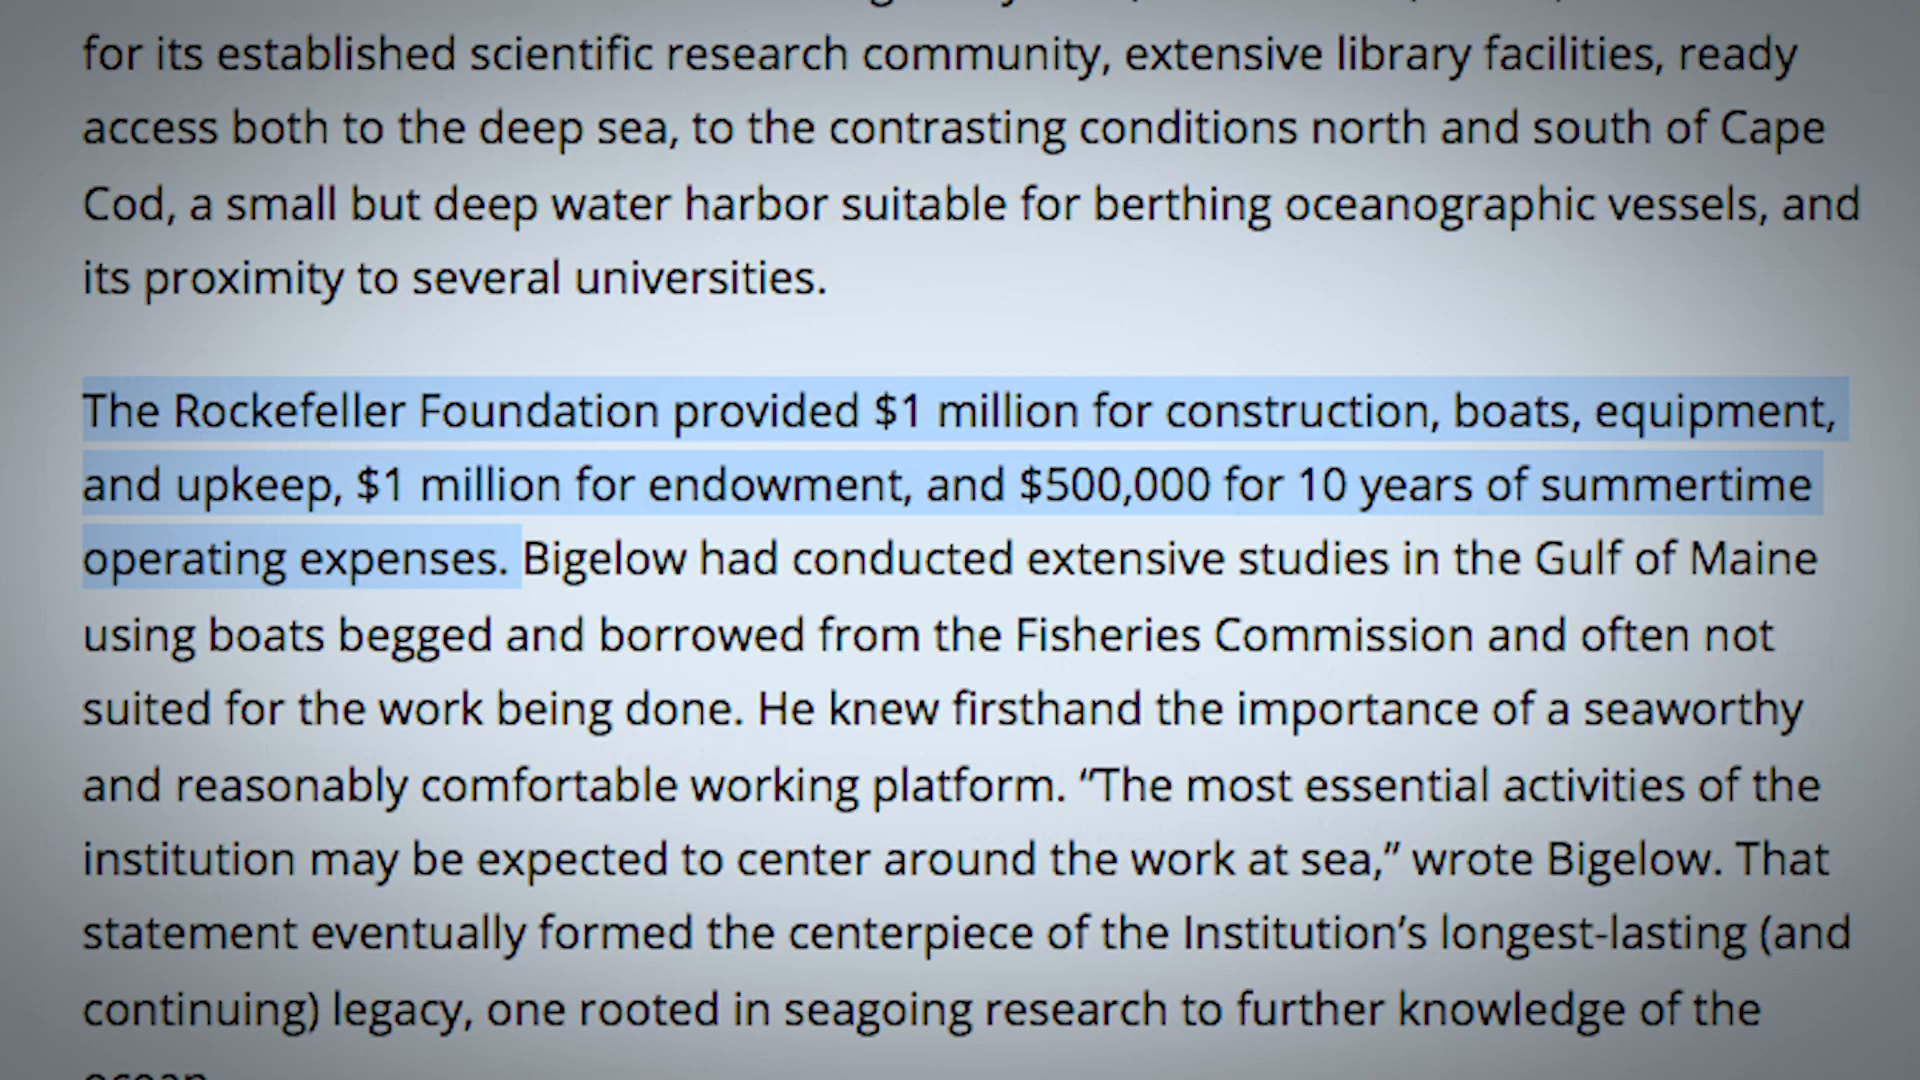 for its established scientific research community, extensive library facilities, ready
access both to the deep sea, to the contrasting conditions north and south of Cape
Cod, a small but deep water harbor suitable for berthing oceanographic vessels, and
its proximity to several universities.
The Rockefeller Foundation provided $1 million for construction, boats, equipment,
and upkeep, $1 million for endowment, and $500,000 for 10 years of summertime
operating expenses. Bigelow had conducted extensive studies in the Gulf of Maine
using boats begged and borrowed from the Fisheries Commission and often not
suited for the work being done. He knew firsthand the importance of a seaworthy
and reasonably comfortable working platform. “The most essential activities of the
institution may be expected to center around the work at sea,” wrote Bigelow. That
statement eventually formed the centerpiece of the Institution’s longest-lasting (and
continuing) legacy, one rooted in seagoing research to further knowledge of the
ocean